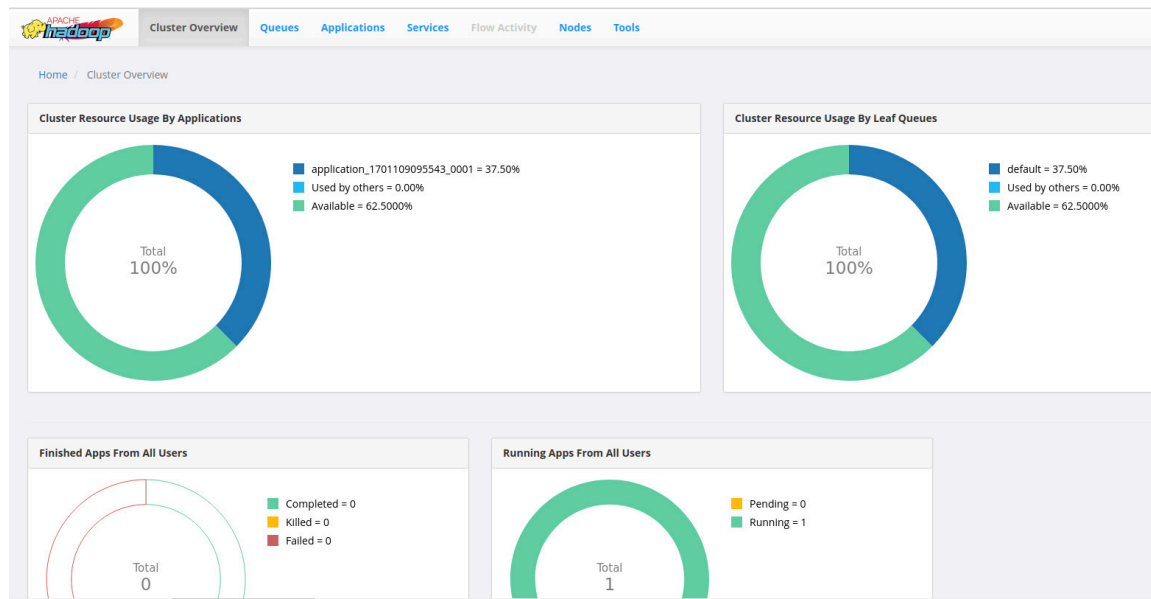 APACHE
hadoop
Cluster Overview Queues Applications Services Flow Activity Nodes Tools
Home / Cluster Overview
Cluster Resource Usage By Applications
application_1701109095543_0001 = 37.50%
Used by others = 0.00%
Available = 62.5000%
Total
100%
Cluster Resource Usage By Leaf Queues
default = 37.50%
Used by others = 0.00%
Available = 62.5000%
Total
100%
Finished Apps From All Users
Completed = 0
Killed = 0
Failed = 0
Total
0
Running Apps From All Users
Pending = 0
Running = 1
Total
1